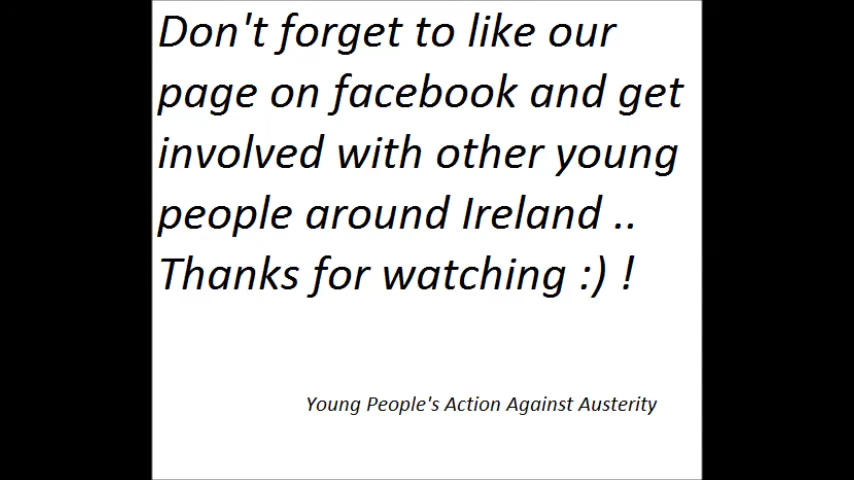 Don't forget to like our
page on facebook and get
involved with other young
people around Ireland ..
Thanks for watching :) !
Young People's Action Against Austerity